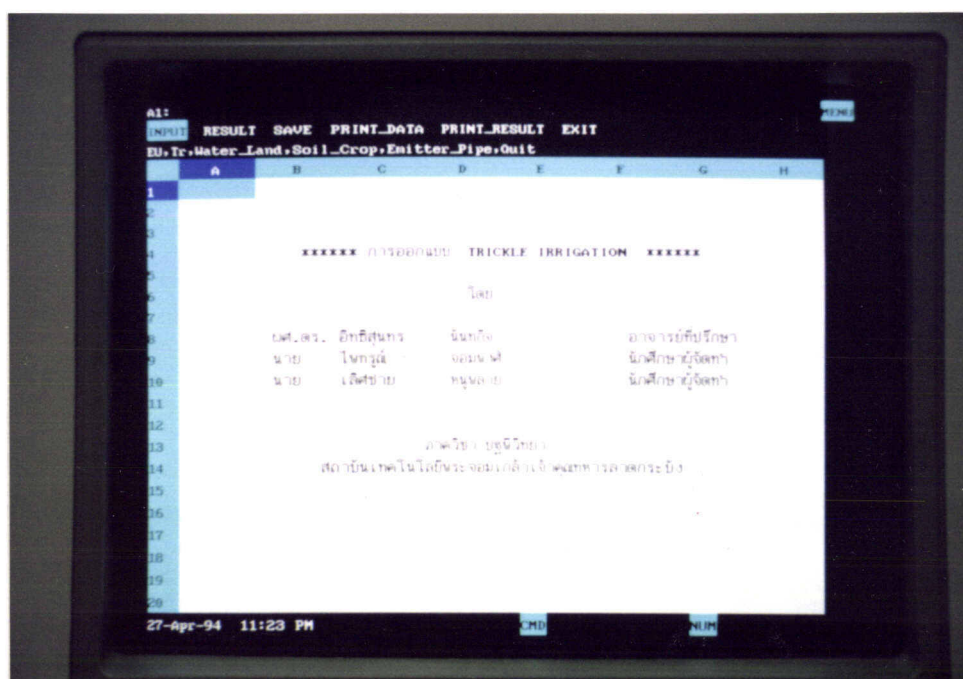 A1: MENU
INPUT RESULT SAVE PRINT_DATA PRINT_RESULT EXIT
EU,Tr,Water_Land,Soil_Crop,Emitter_Pipe,Quit
A B C D E F G H
1
2
3
4 ****** การออกแบบ TRICKLE IRRIGATION ******
5
6 โดย
7
8 ผศ.ดร. อิทธิสุนทร นันทกิจ อาจารย์ที่ปรึกษา
9 นาย ไพฑูรณ์ นักศึกษาผู้จัดทำ
10 นาย เลิศชาย นักศึกษาผู้จัดทำ
11
12
13 ภาควิชา ปฐพีวิทยา
14 สถาบันเทคโนโลยีพระจอมเกล้าเจ้าคุณทหารลาดกระบัง
15
16
17
18
19
20
27-Apr-94 11:23 PM CMD NUM